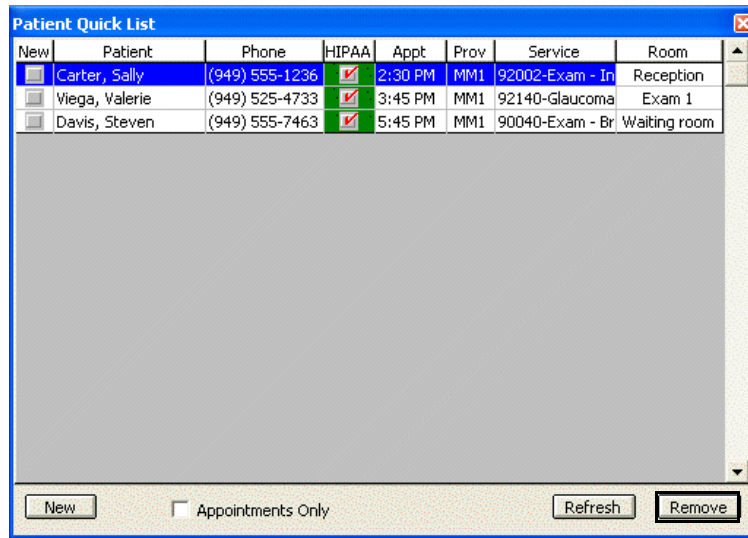 Patient Quick List
New Patient Phone HIPAA Appt Prov Service Room
Carter, Sally (949) 555-1236 2:30 PM MM1 92002-Exam - In Reception
Viega, Valerie (949) 525-4733 3:45 PM MM1 92140-Glaucoma Exam 1
Davis, Steven (949) 555-7463 5:45 PM MM1 90040-Exam - Br Waiting room
New Appointments Only Refresh Remove